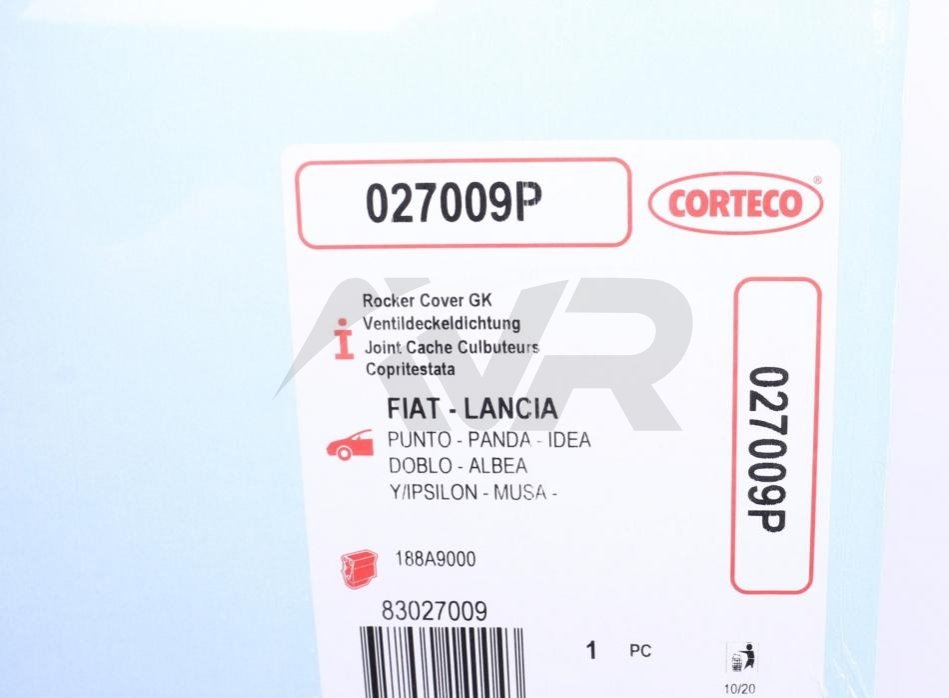 027009P
CORTECO®
Rocker Cover GK
Ventildeckeldichtung
Joint Cache Culbuteurs
Copritestata
FIAT - LANCIA
PUNTO - PANDA - IDEA
DOBLO - ALBEA
Y/IPSILON - MUSA -
027009P
188A9000
83027009
1 PC
10/20